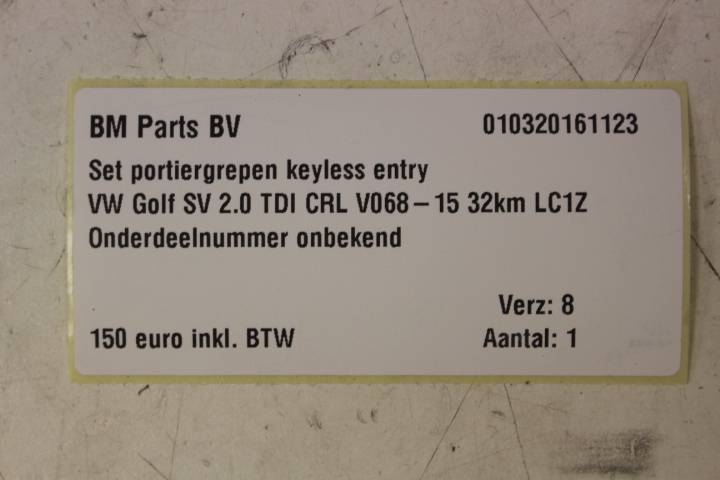 BM Parts BV 010320161123
Set portiergrepen keyless entry
VW Golf SV 2.0 TDI CRL V068-15 32km LC1Z
Onderdeelnummer onbekend
Verz: 8
150 euro inkl. BTW Aantal: 1